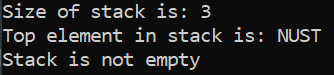 Size of stack is: 3
Top element in stack is: NUST
Stack is not empty